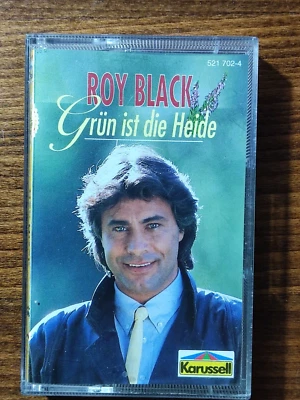 521 702-4
ROY BLACK
Grün ist die Heide
Karussell